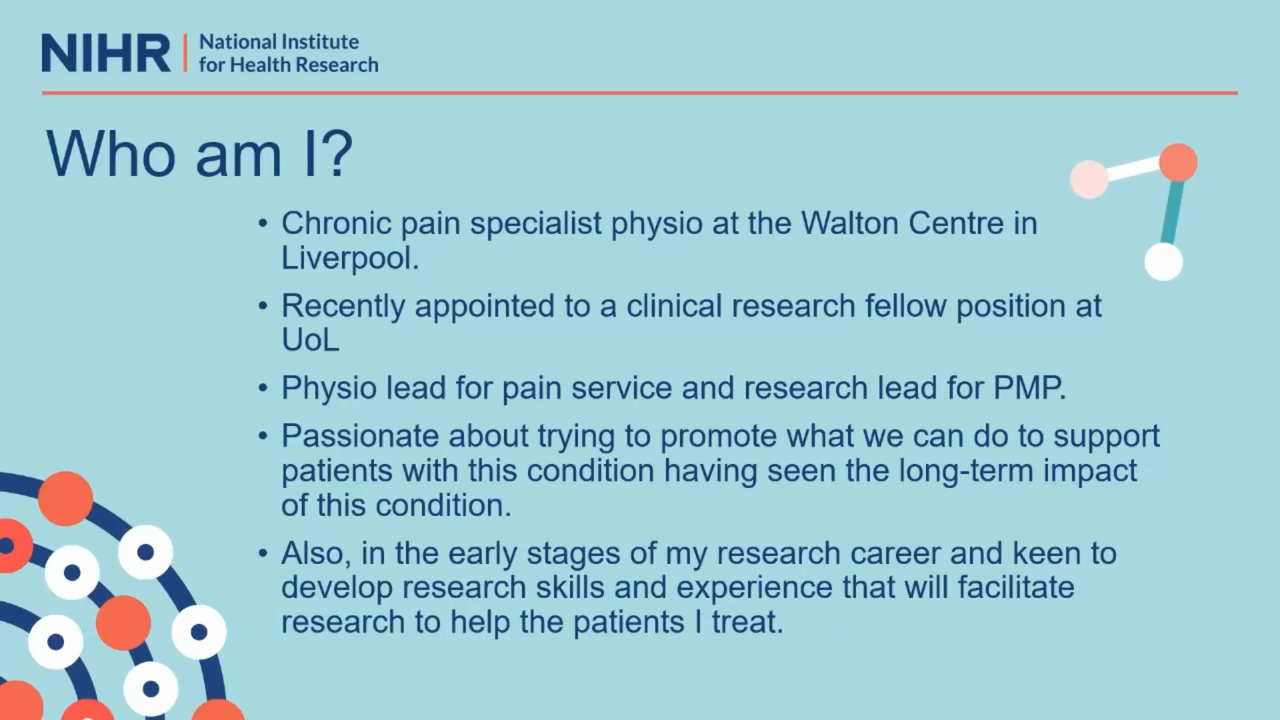 NIHR | National Institute
for Health Research
Who am I?
• Chronic pain specialist physio at the Walton Centre in
Liverpool.
• Recently appointed to a clinical research fellow position at
UoL
• Physio lead for pain service and research lead for PMP.
• Passionate about trying to promote what we can do to support
patients with this condition having seen the long-term impact
of this condition.
• Also, in the early stages of my research career and keen to
develop research skills and experience that will facilitate
research to help the patients I treat.